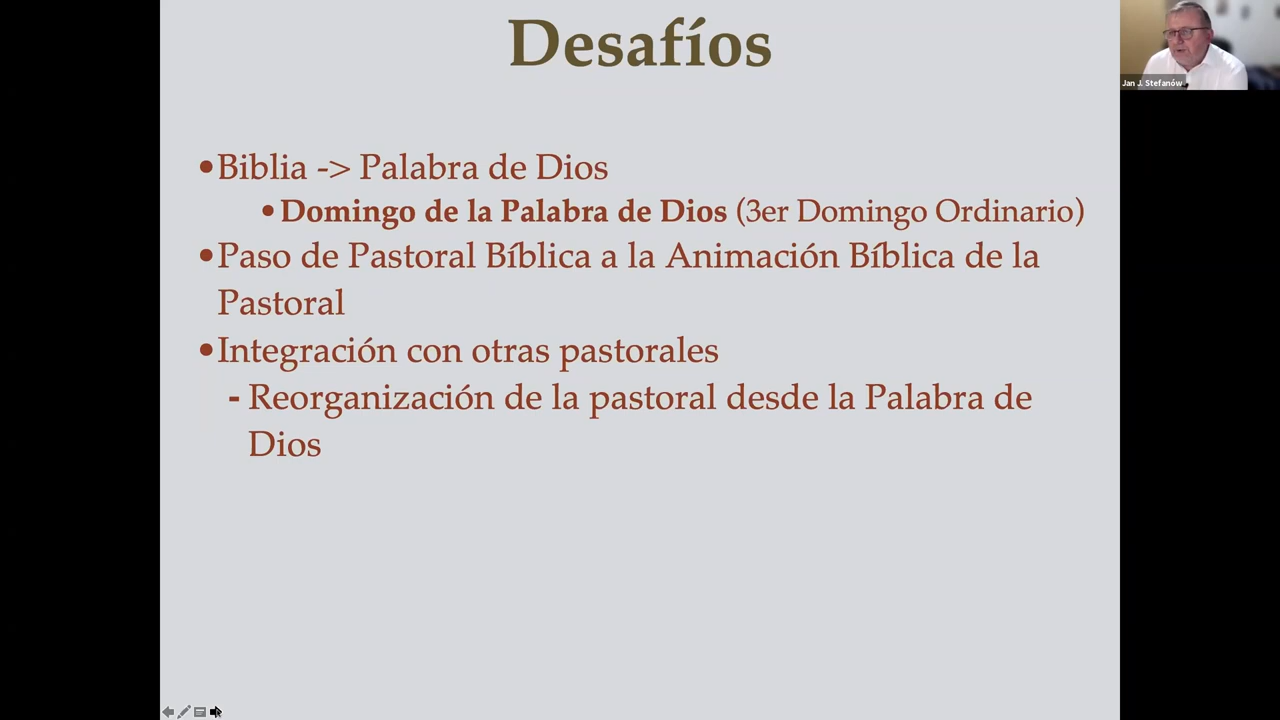 Desafíos
Jan J. Stefanów
•Biblia -> Palabra de Dios
•Domingo de la Palabra de Dios (3er Domingo Ordinario)
•Paso de Pastoral Bíblica a la Animación Bíblica de la
Pastoral
•Integración con otras pastorales
- Reorganización de la pastoral desde la Palabra de
Dios